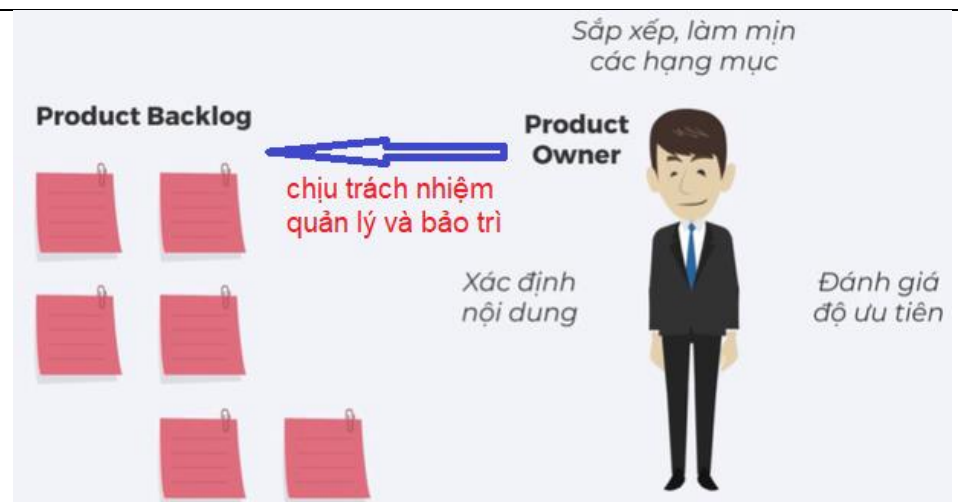 Sắp xếp, làm mịn
các hạng mục
Product Backlog
Product
Owner
chịu trách nhiệm
quản lý và bảo trì
Xác định
nội dung
Đánh giá
độ ưu tiên